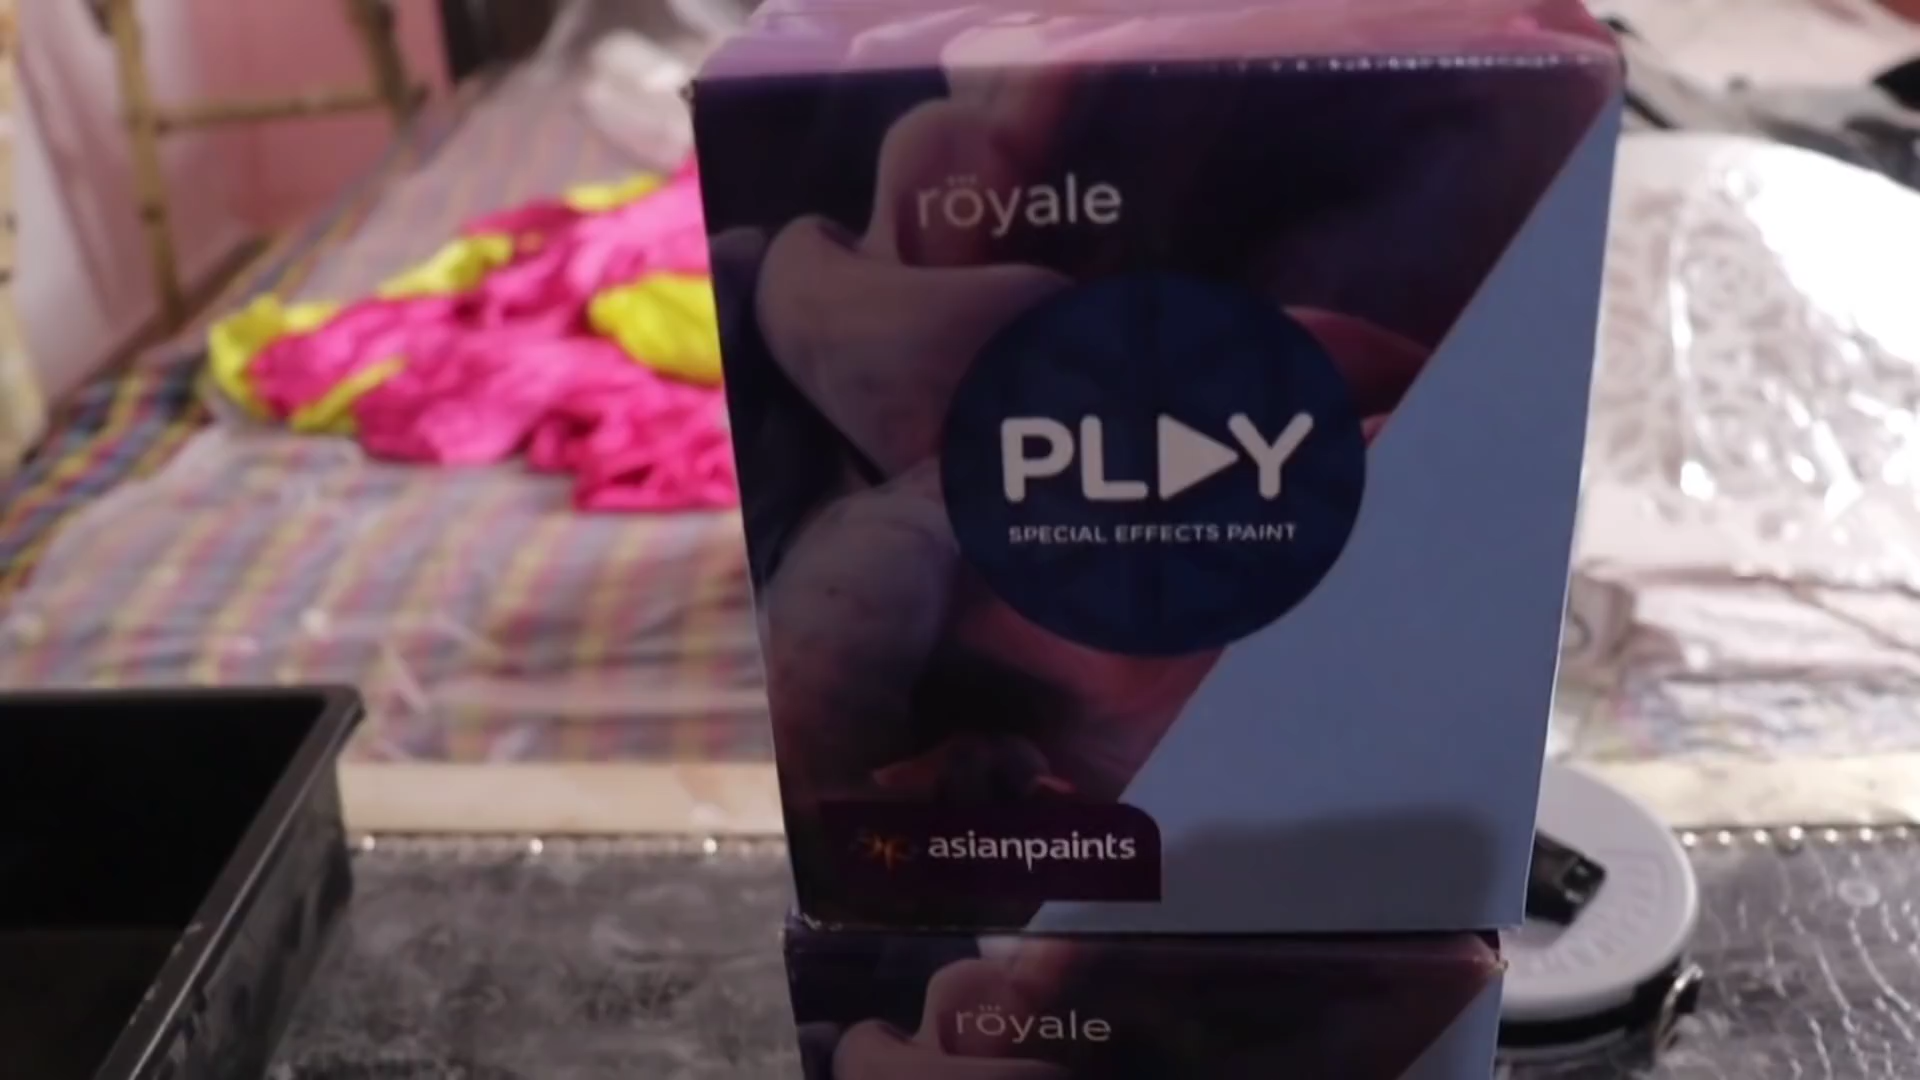 röyale
PLAY
SPECIAL EFFECTS PAINT
asianpaints
röyale